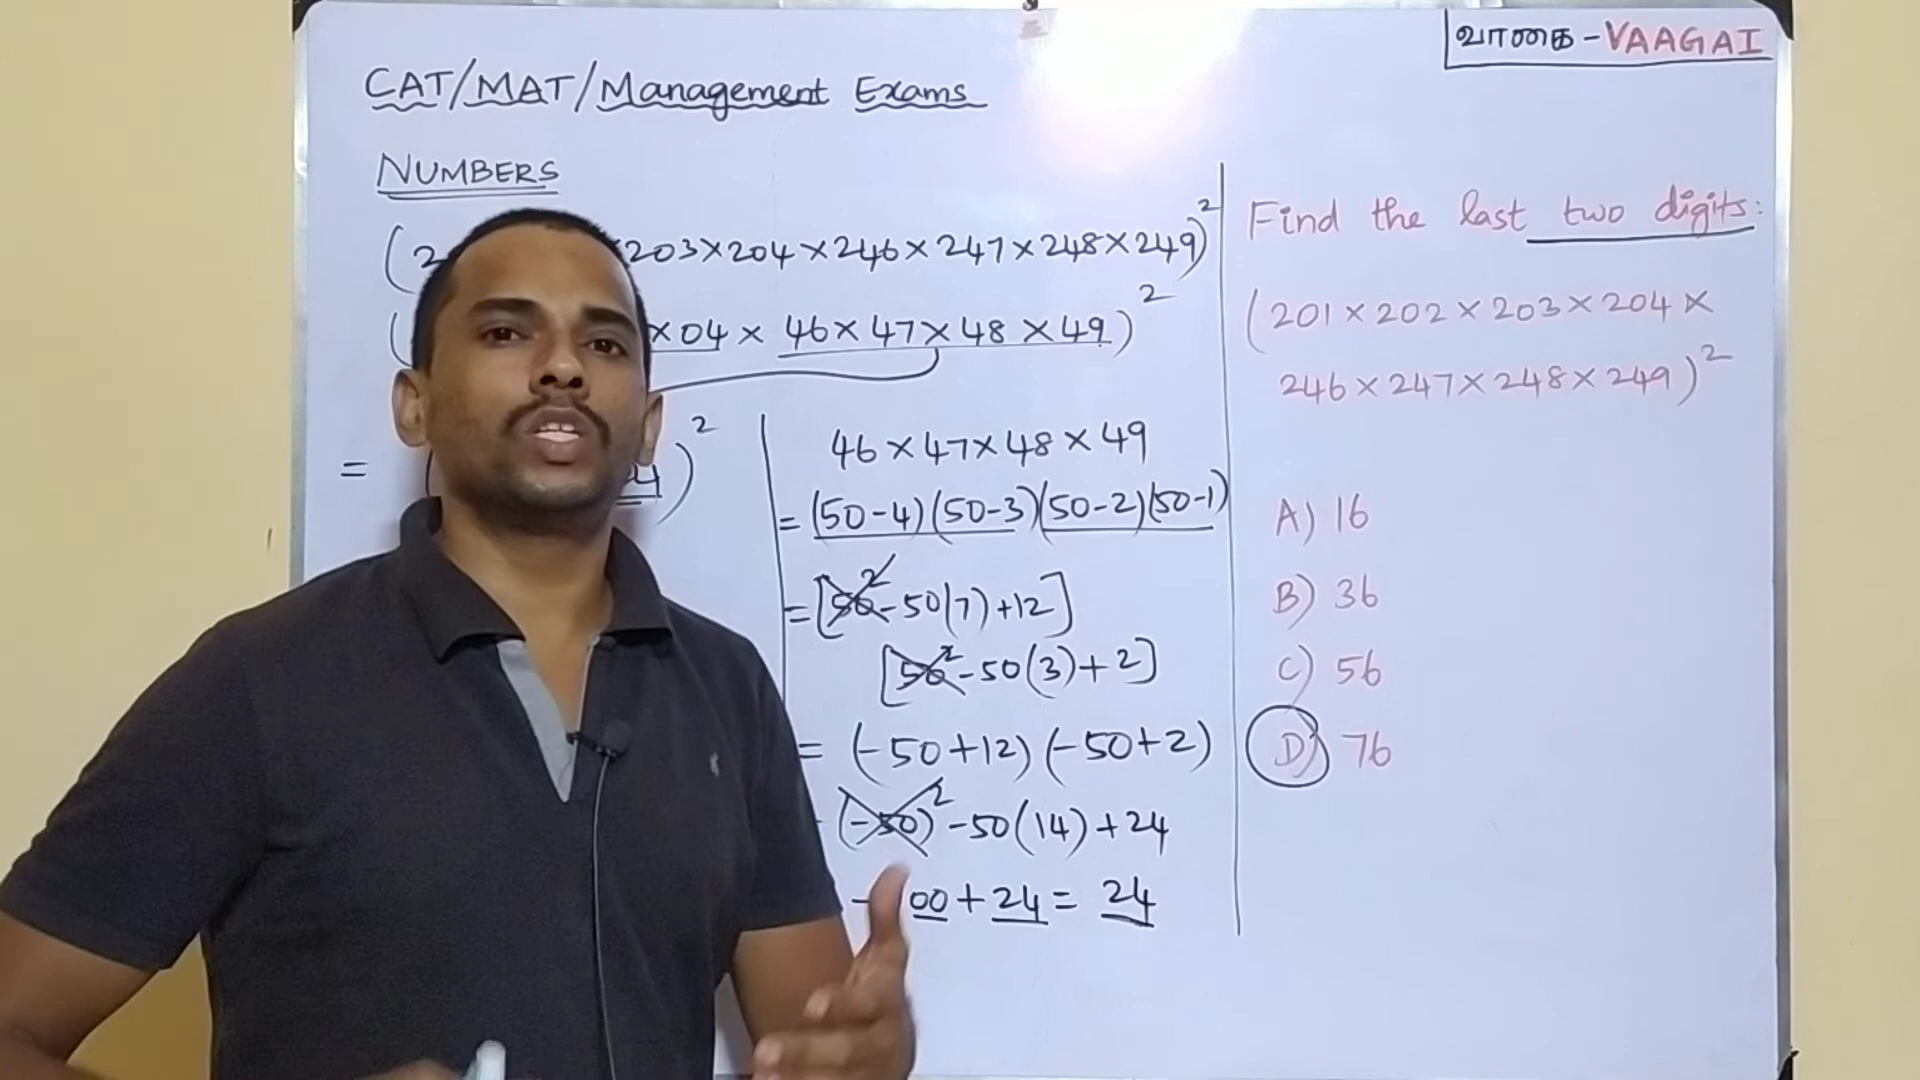 வாகை - VAAGAI
CAT/MAT/Management Exams
NUMBERS
(2 ×203×204×246×247×248×249)²
( ×04 × 46×47×48×49)²
= ( 4)²
46×47×48×49
=(50-4)(50-3)(50-2)(50-1)
=[50²-50(7)+12]
[50²-50(3)+2]
= (-50+12)(-50+2)
(-50)²-50(14)+24
- 00+24= 24
Find the last two digits:
(201×202×203×204×
246×247×248×249)²
A) 16
B) 36
C) 56
D) 76